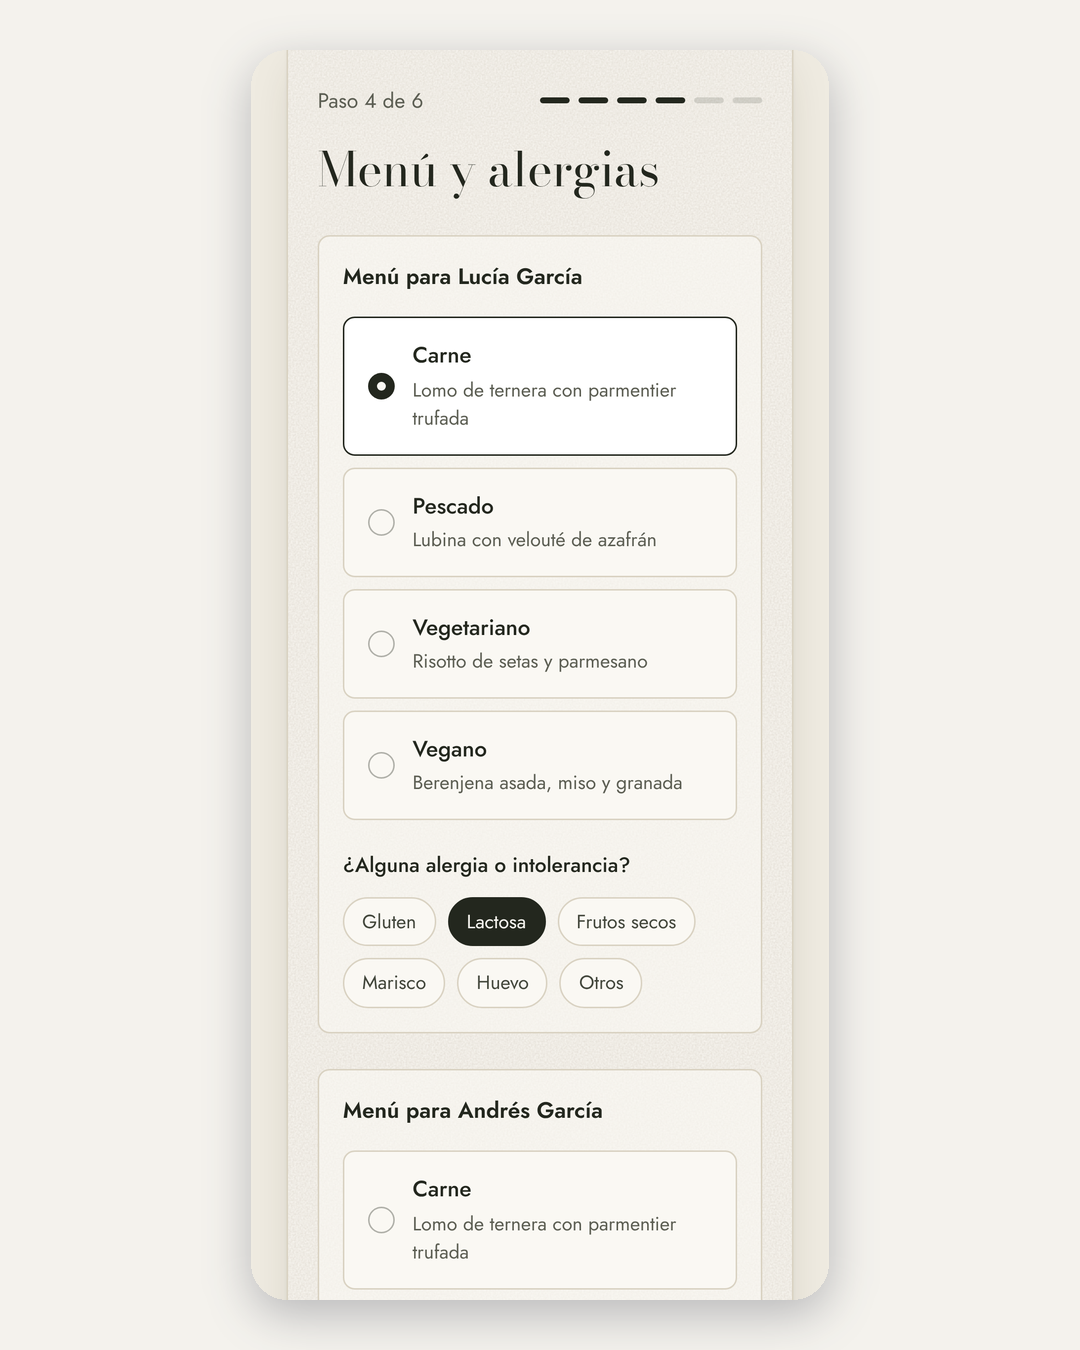 Paso 4 de 6
Menú y alergias
Menú para Lucía García
Carne
Lomo de ternera con parmentier
trufada
Pescado
Lubina con velouté de azafrán
Vegetariano
Risotto de setas y parmesano
Vegano
Berenjena asada, miso y granada
¿Alguna alergia o intolerancia?
Gluten Lactosa Frutos secos
Marisco Huevo Otros
Menú para Andrés García
Carne
Lomo de ternera con parmentier
trufada